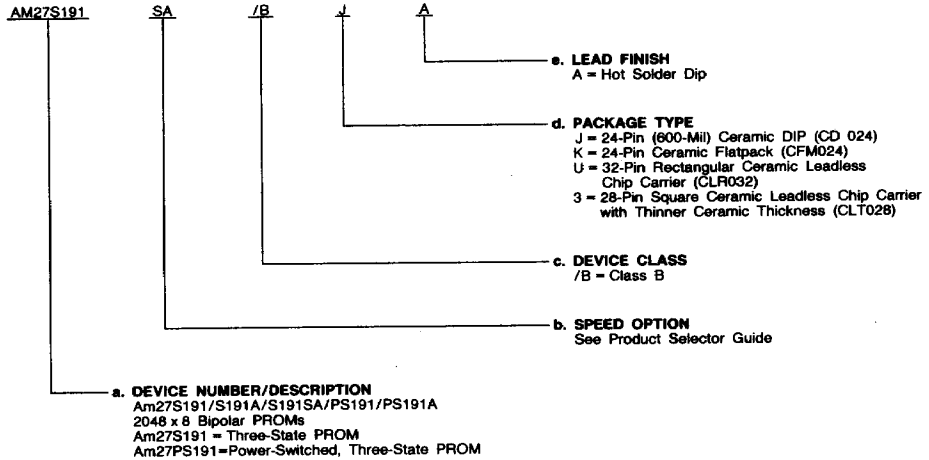 AM27S191 SA /B J A
e. LEAD FINISH
A = Hot Solder Dip
d. PACKAGE TYPE
J = 24-Pin (600-Mil) Ceramic DIP (CD 024)
K = 24-Pin Ceramic Flatpack (CFM024)
U = 32-Pin Rectangular Ceramic Leadless
Chip Carrier (CLR032)
3 = 28-Pin Square Ceramic Leadless Chip Carrier
with Thinner Ceramic Thickness (CLT028)
c. DEVICE CLASS
/B = Class B
b. SPEED OPTION
See Product Selector Guide
a. DEVICE NUMBER/DESCRIPTION
Am27S191/S191A/S191SA/PS191/PS191A
2048 x 8 Bipolar PROMs
Am27S191 = Three-State PROM
Am27PS191=Power-Switched, Three-State PROM